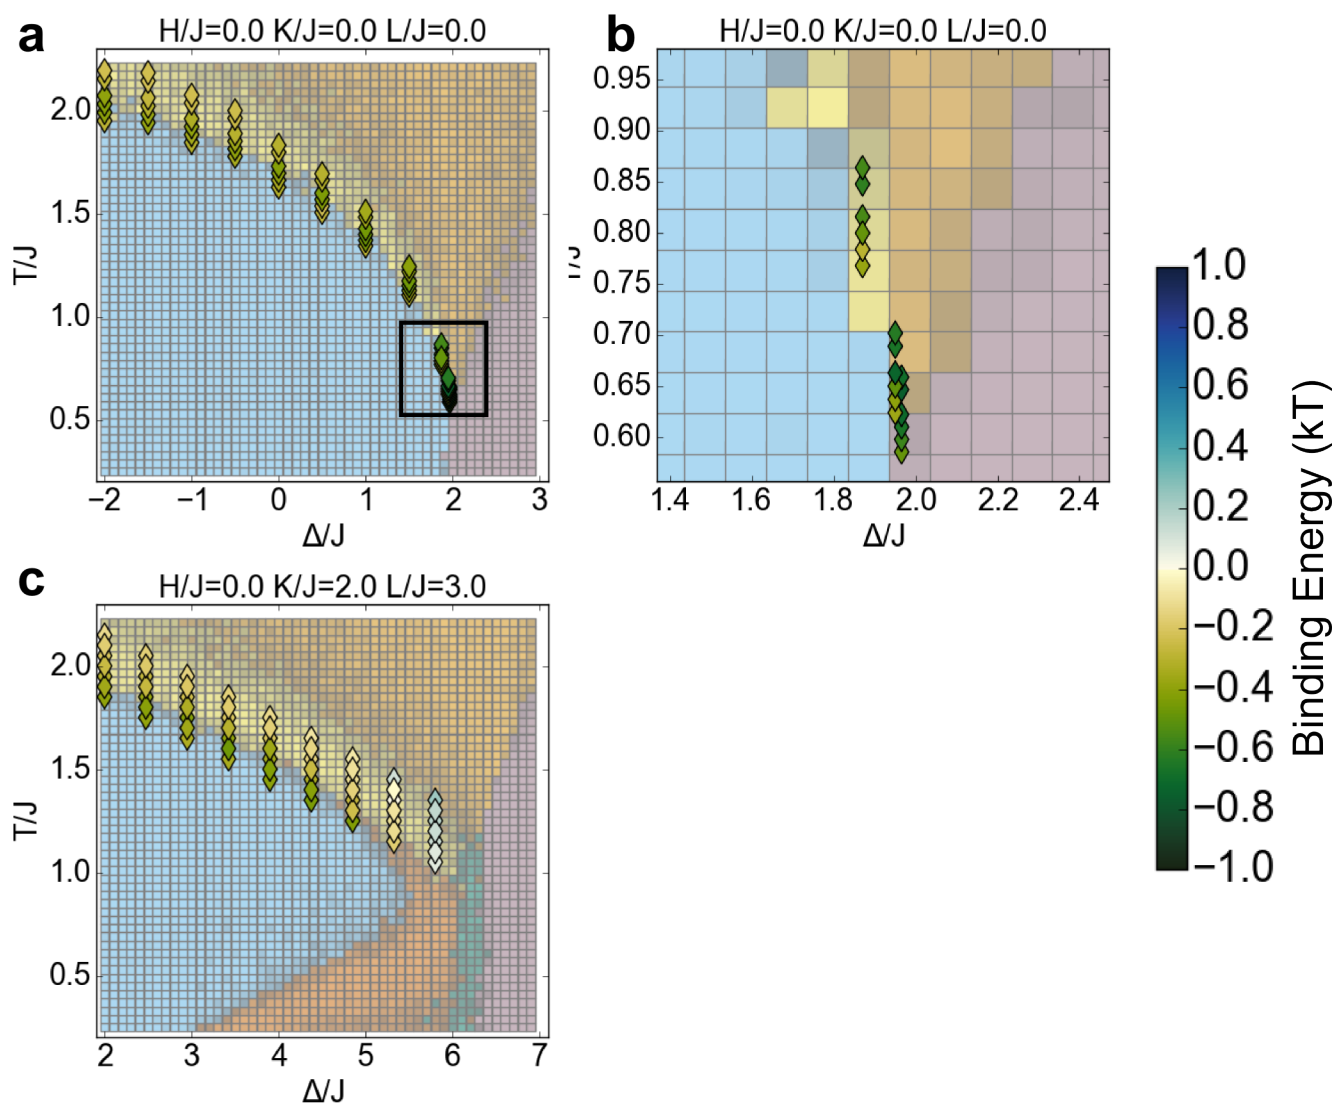 a
H/J=0.0 K/J=0.0 L/J=0.0
2.0
1.5
1.0
0.5
T/J
−2 −1 0 1 2 3
Δ/J
b
H/J=0.0 K/J=0.0 L/J=0.0
0.95
0.90
0.85
0.80
0.75
0.70
0.65
0.60
T/J
1.4 1.6 1.8 2.0 2.2 2.4
Δ/J
c
H/J=0.0 K/J=2.0 L/J=3.0
2.0
1.5
1.0
0.5
T/J
2 3 4 5 6 7
Δ/J
1.0
0.8
0.6
0.4
0.2
0.0
−0.2
−0.4
−0.6
−0.8
−1.0
Binding Energy (kT)